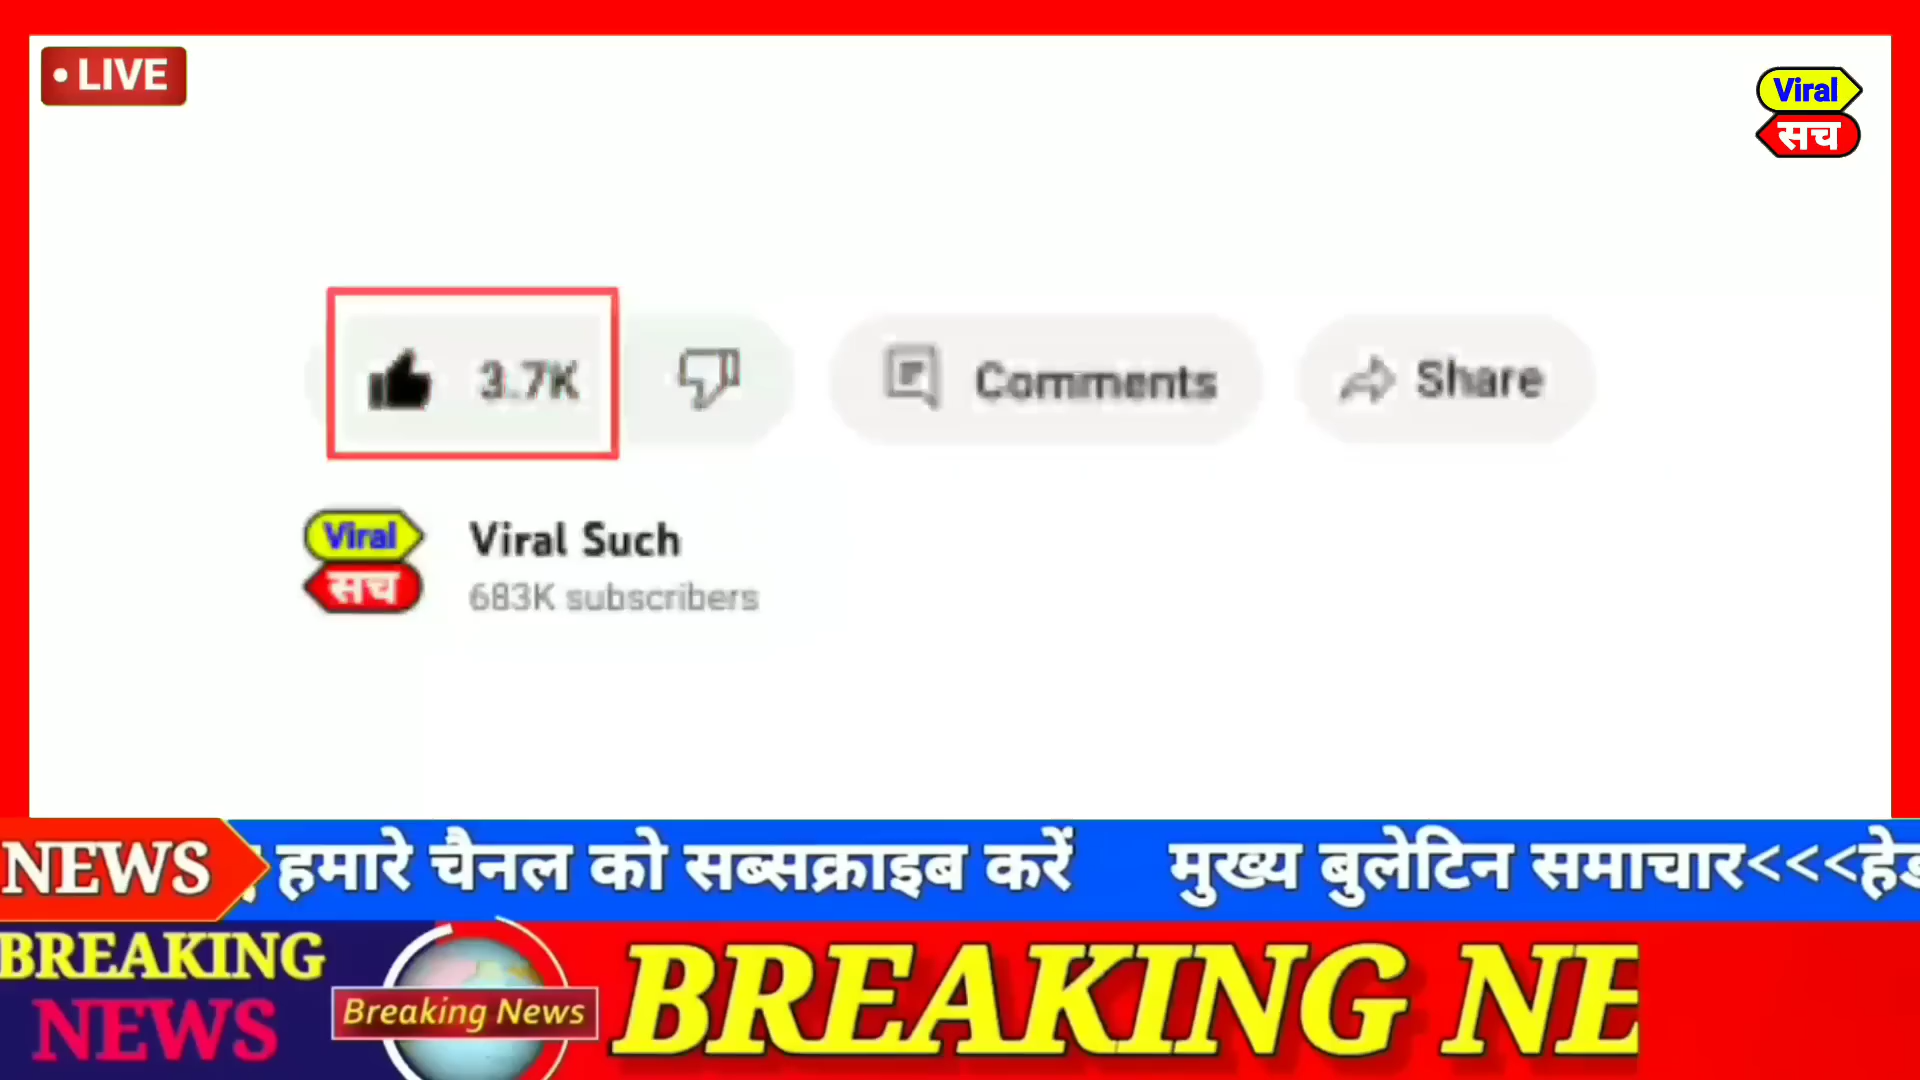 • LIVE
Viral
सच
3.7K
Comments
Share
Viral
सच
Viral Such
683K subscribers
NEWS
हमारे चैनल को सब्सक्राइब करें
मुख्य बुलेटिन समाचार<<<
BREAKING
NEWS
Breaking News
BREAKING NE